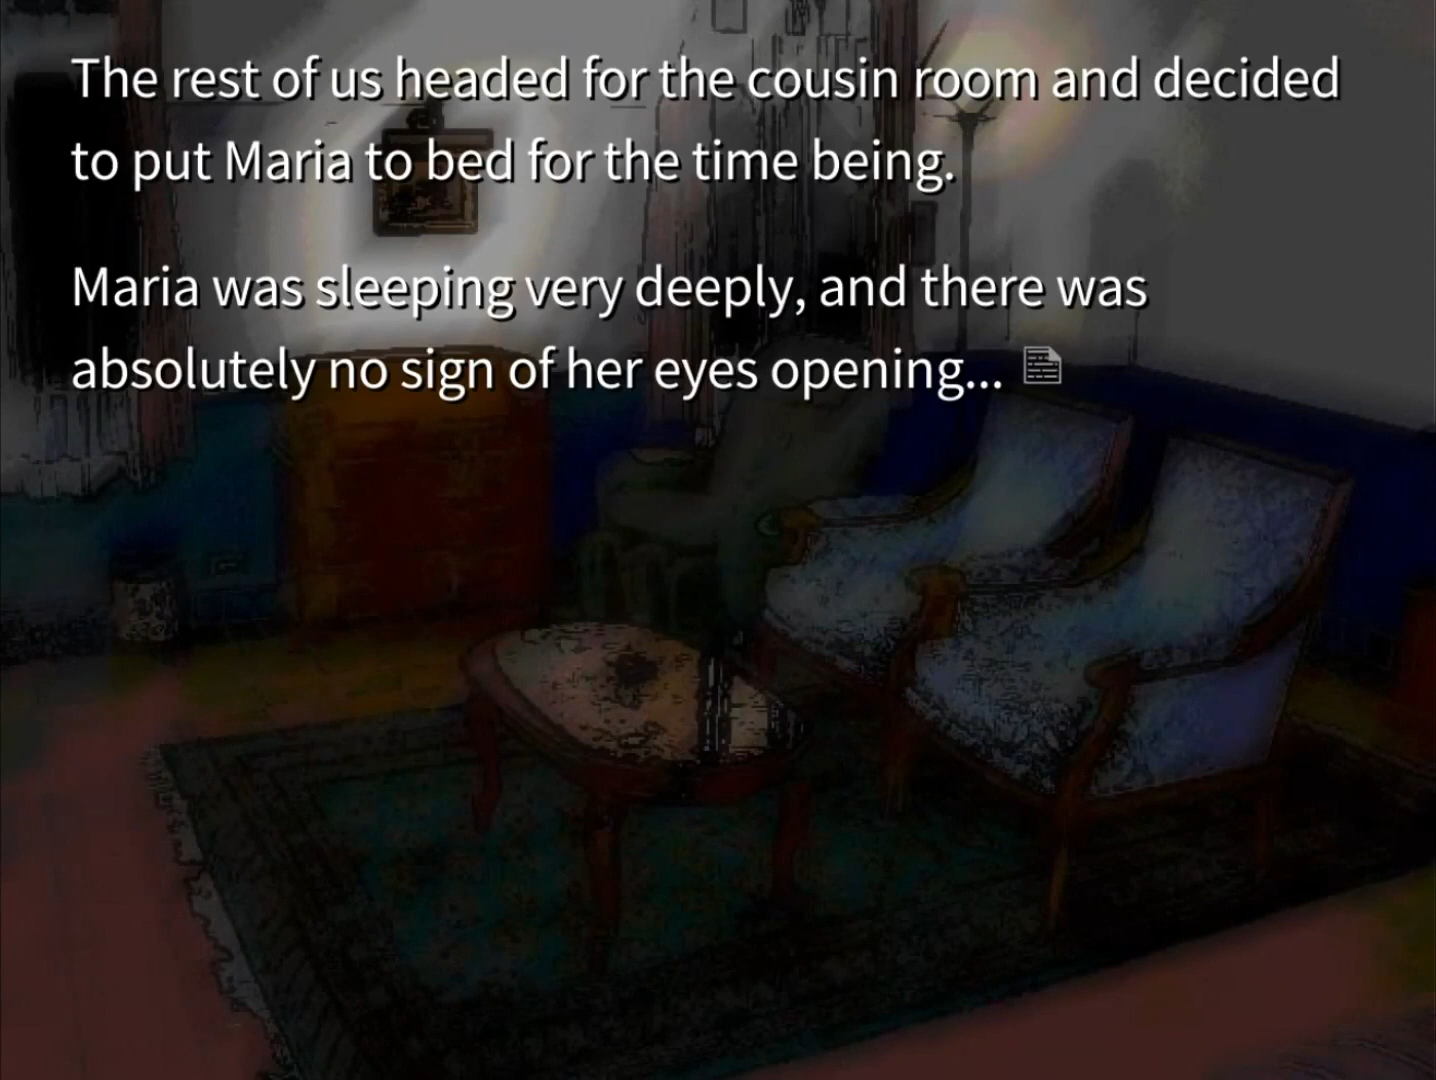 The rest of us headed for the cousin room and decided
to put Maria to bed for the time being.
Maria was sleeping very deeply, and there was
absolutely no sign of her eyes opening...